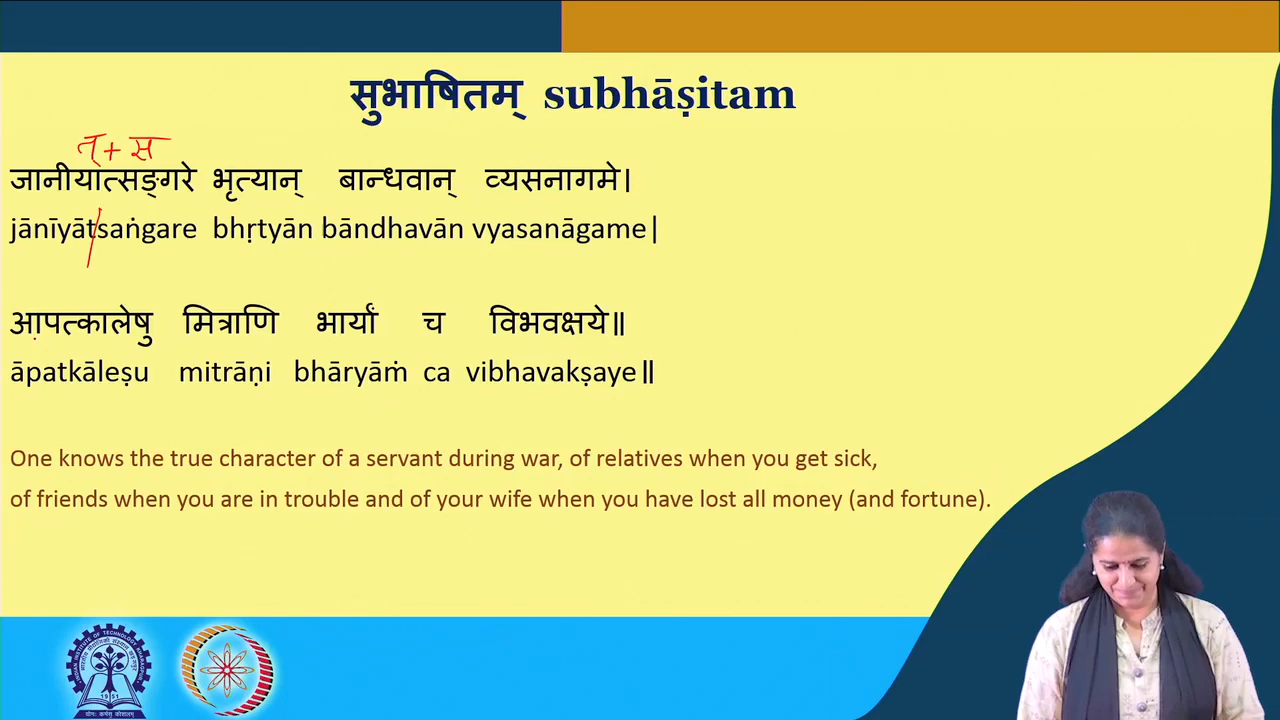 सुभाषितम् subhāṣitam
त् + स
जानीयात्सङ्गरे भृत्यान् बान्धवान् व्यसनागमे।
jānīyātsaṅgare bhṛtyān bāndhavān vyasanāgame|
आपत्कालेषु मित्राणि भार्यां च विभवक्षये॥
āpatkāleṣu mitrāṇi bhāryāṁ ca vibhavakṣaye॥
One knows the true character of a servant during war, of relatives when you get sick,
of friends when you are in trouble and of your wife when you have lost all money (and fortune).
1951